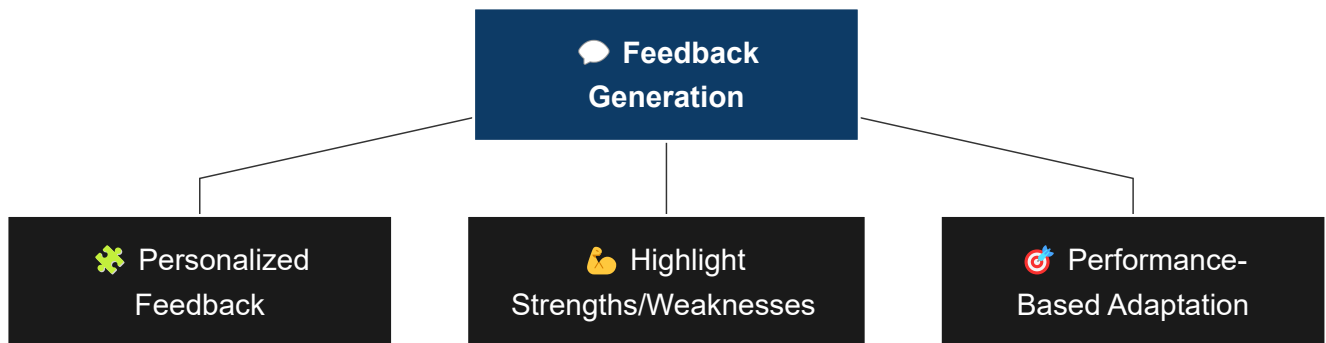 💬 Feedback
Generation
🧩 Personalized
Feedback
💪 Highlight
Strengths/Weaknesses
🎯 Performance-
Based Adaptation